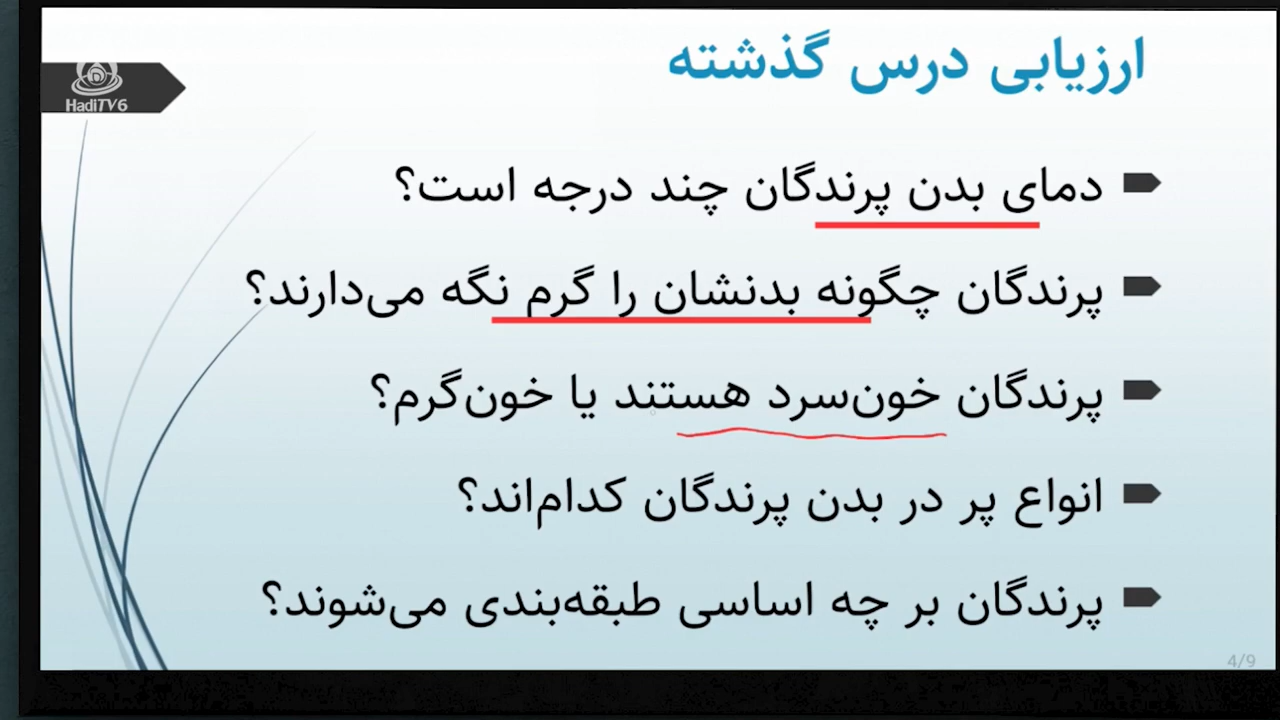 ارزیابی درس گذشته
HadiTV6
دمای بدن پرندگان چند درجه است؟
پرندگان چگونه بدنشان را گرم نگه می‌دارند؟
پرندگان خون‌سرد هستند یا خون‌گرم؟
انواع پر در بدن پرندگان کدام‌اند؟
پرندگان بر چه اساسی طبقه‌بندی می‌شوند؟
4/9